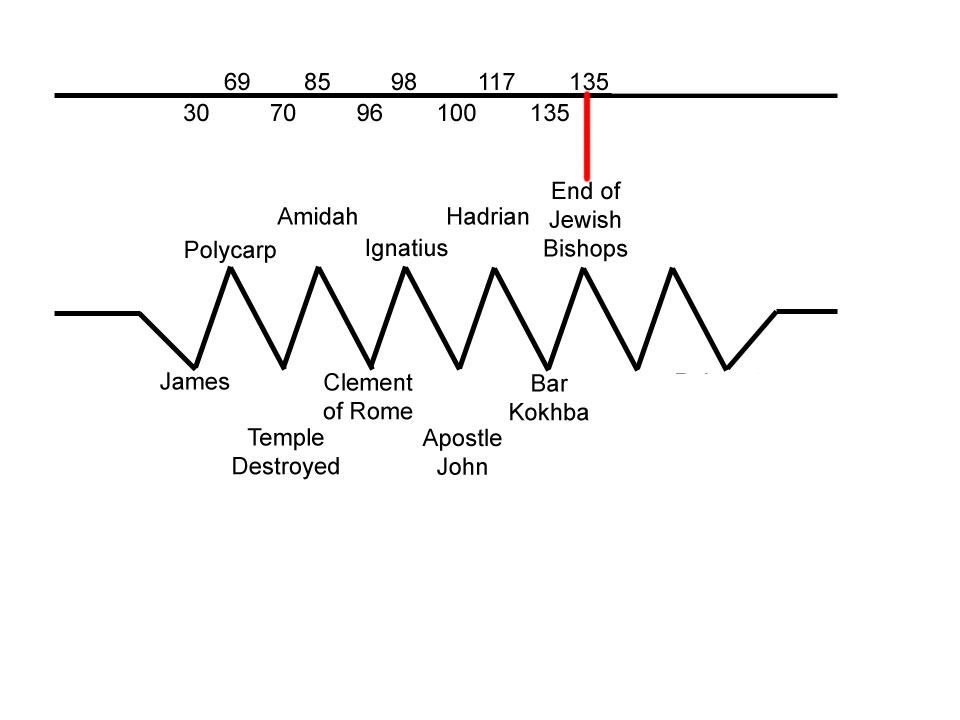 69 85 98 117 135
30 70 96 100 135
End of
Amidah Hadrian Jewish
Polycarp Ignatius Bishops
James Clement Bar
of Rome Kokhba
Temple Apostle
Destroyed John